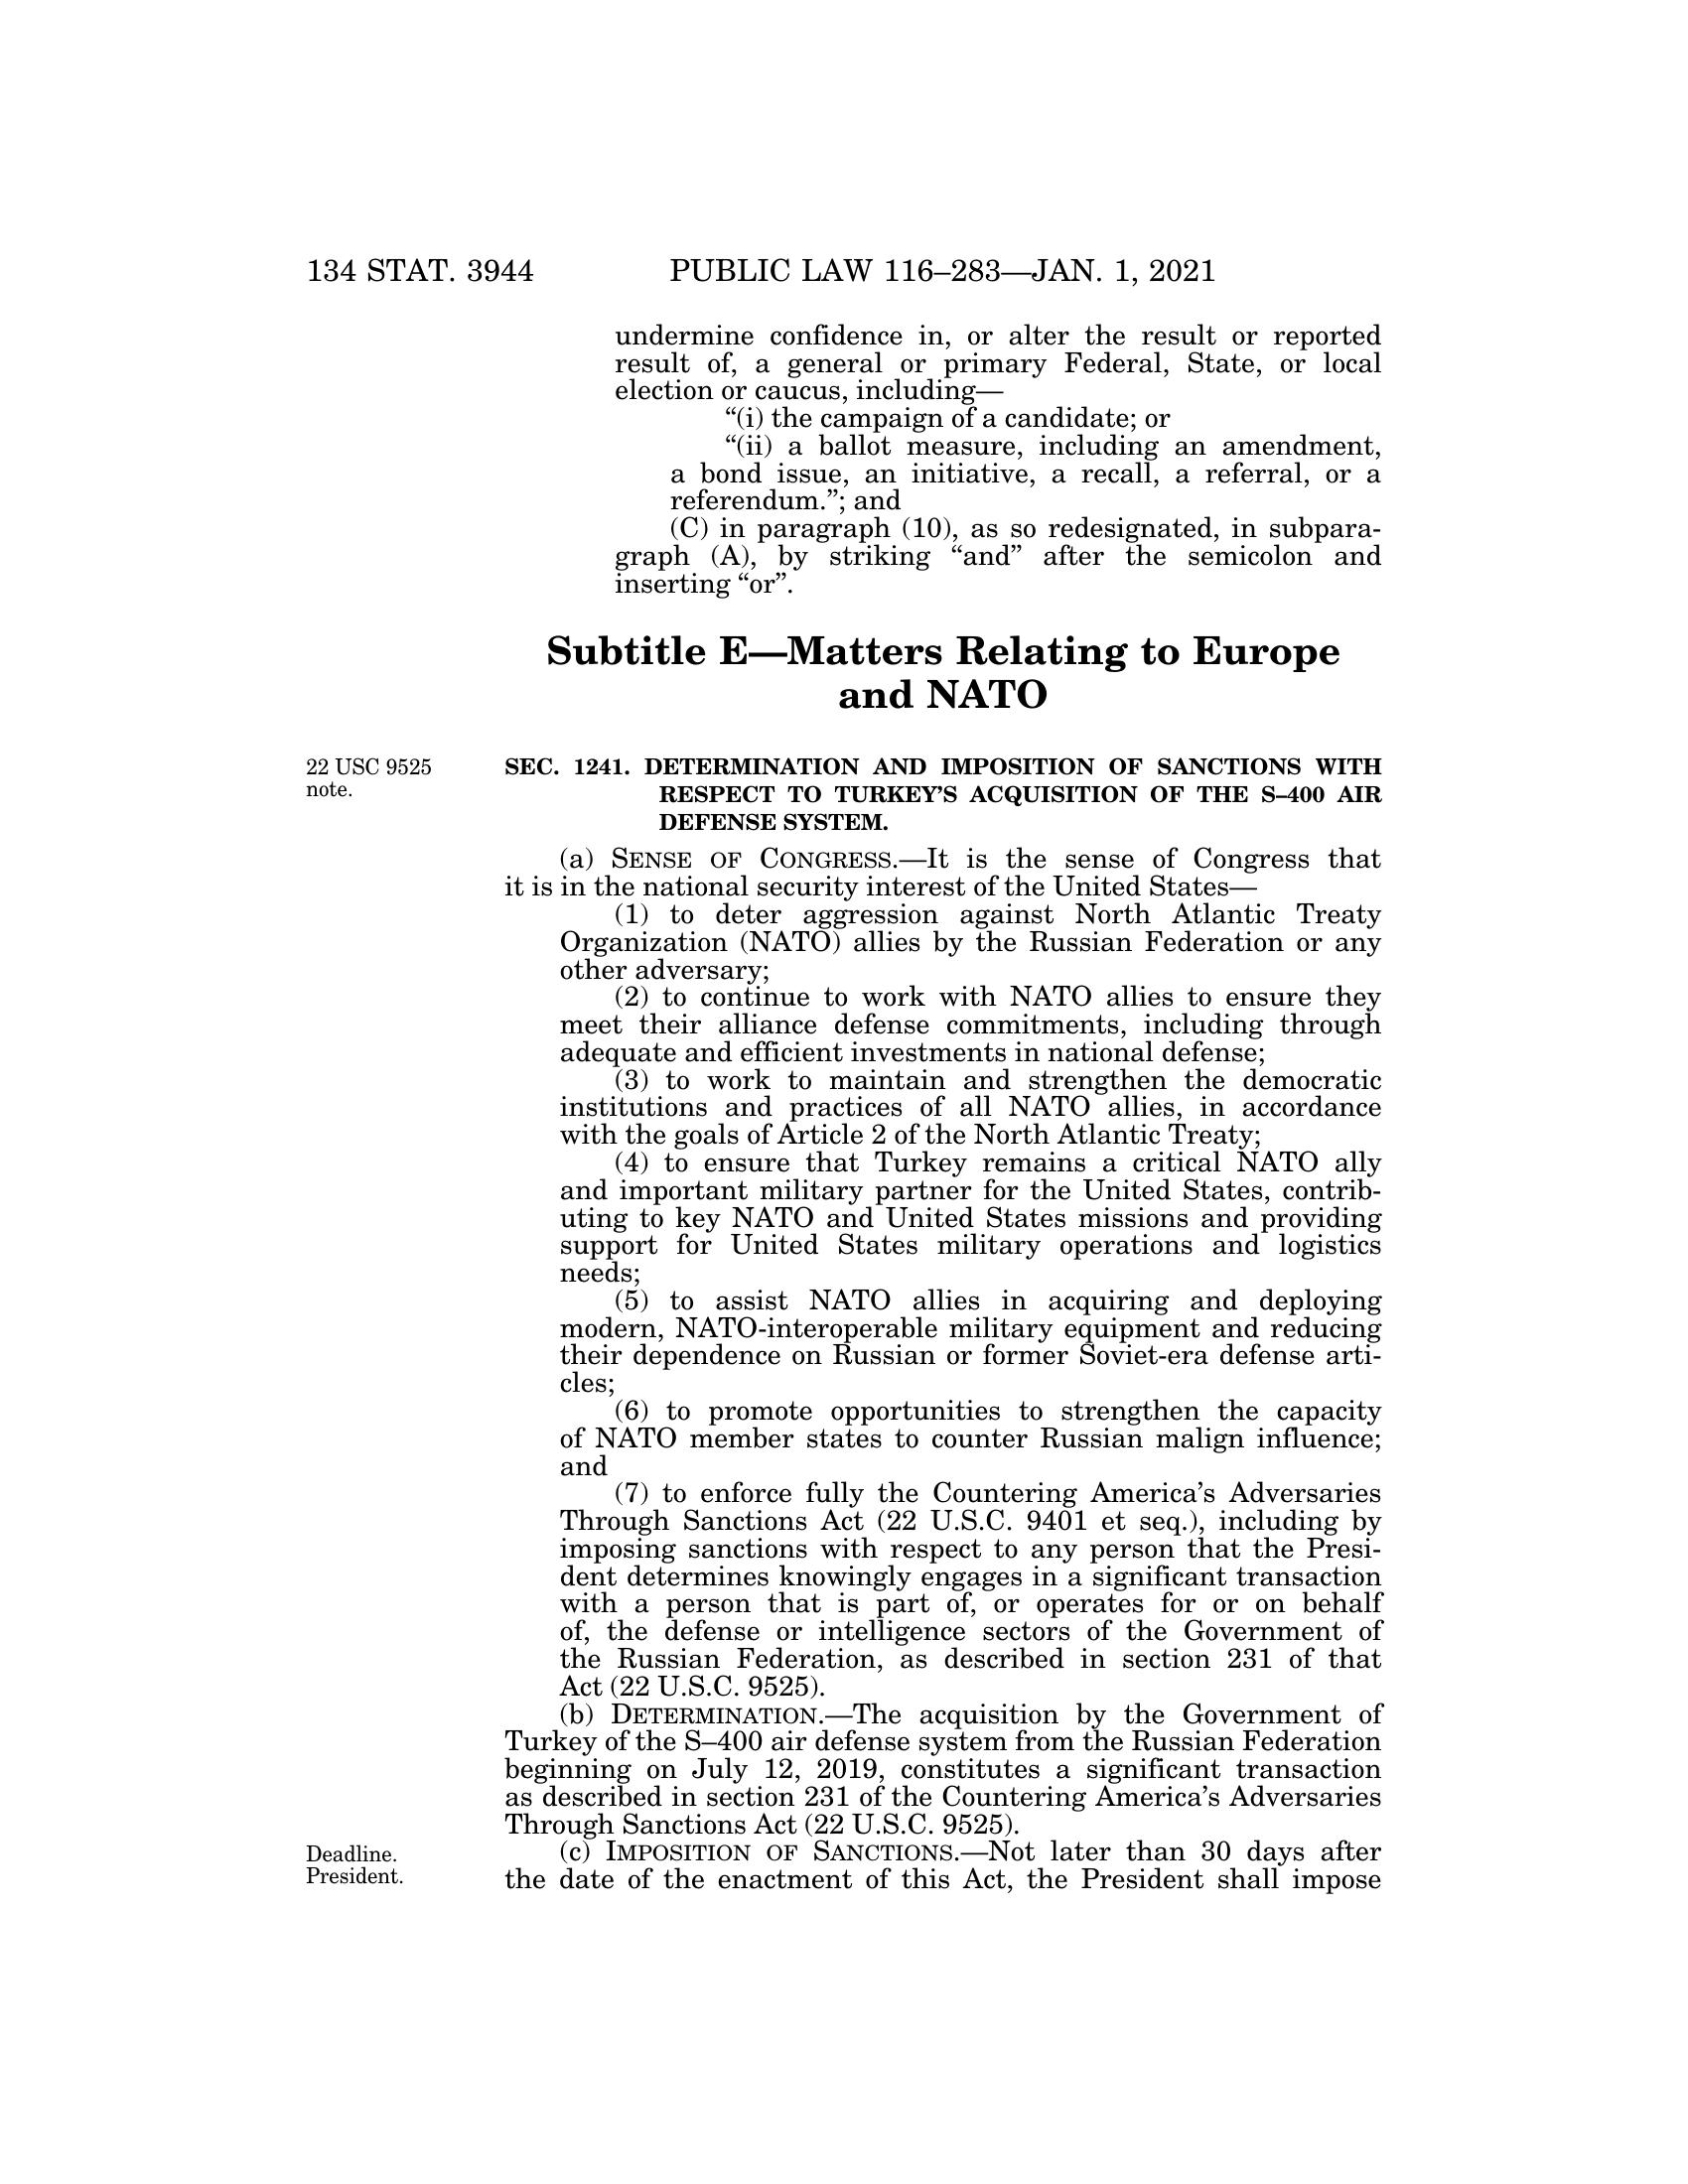 134 STAT. 3944 PUBLIC LAW 116–283—JAN. 1, 2021
undermine confidence in, or alter the result or reported
result of, a general or primary Federal, State, or local
election or caucus, including—
“(i) the campaign of a candidate; or
“(ii) a ballot measure, including an amendment,
a bond issue, an initiative, a recall, a referral, or a
referendum.”; and
(C) in paragraph (10), as so redesignated, in subpara-
graph (A), by striking “and” after the semicolon and
inserting “or”.
Subtitle E—Matters Relating to Europe
and NATO
22 USC 9525
note.
SEC. 1241. DETERMINATION AND IMPOSITION OF SANCTIONS WITH
RESPECT TO TURKEY’S ACQUISITION OF THE S–400 AIR
DEFENSE SYSTEM.
(a) SENSE OF CONGRESS.—It is the sense of Congress that
it is in the national security interest of the United States—
(1) to deter aggression against North Atlantic Treaty
Organization (NATO) allies by the Russian Federation or any
other adversary;
(2) to continue to work with NATO allies to ensure they
meet their alliance defense commitments, including through
adequate and efficient investments in national defense;
(3) to work to maintain and strengthen the democratic
institutions and practices of all NATO allies, in accordance
with the goals of Article 2 of the North Atlantic Treaty;
(4) to ensure that Turkey remains a critical NATO ally
and important military partner for the United States, contrib-
uting to key NATO and United States missions and providing
support for United States military operations and logistics
needs;
(5) to assist NATO allies in acquiring and deploying
modern, NATO-interoperable military equipment and reducing
their dependence on Russian or former Soviet-era defense arti-
cles;
(6) to promote opportunities to strengthen the capacity
of NATO member states to counter Russian malign influence;
and
(7) to enforce fully the Countering America’s Adversaries
Through Sanctions Act (22 U.S.C. 9401 et seq.), including by
imposing sanctions with respect to any person that the Presi-
dent determines knowingly engages in a significant transaction
with a person that is part of, or operates for or on behalf
of, the defense or intelligence sectors of the Government of
the Russian Federation, as described in section 231 of that
Act (22 U.S.C. 9525).
(b) DETERMINATION.—The acquisition by the Government of
Turkey of the S–400 air defense system from the Russian Federation
beginning on July 12, 2019, constitutes a significant transaction
as described in section 231 of the Countering America’s Adversaries
Through Sanctions Act (22 U.S.C. 9525).
Deadline.
President.
(c) IMPOSITION OF SANCTIONS.—Not later than 30 days after
the date of the enactment of this Act, the President shall impose